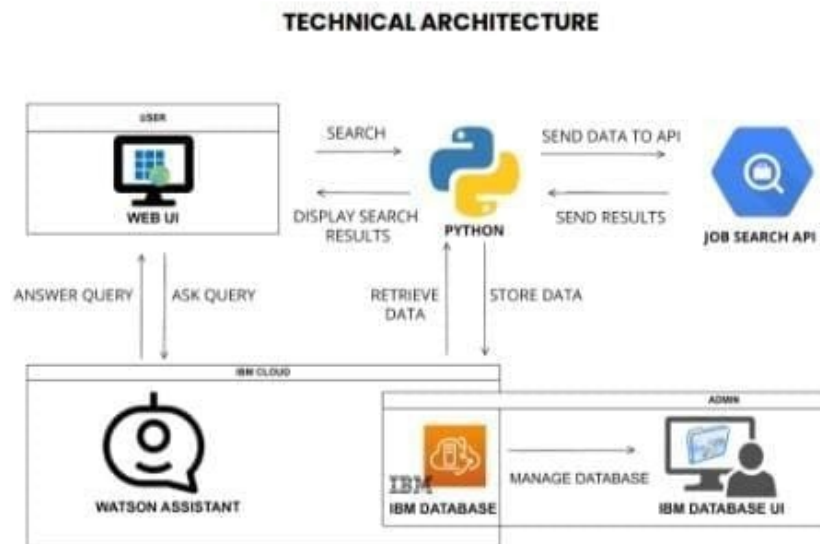 TECHNICAL ARCHITECTURE
USER
WEB UI
SEARCH
DISPLAY SEARCH
RESULTS
PYTHON
SEND DATA TO API
SEND RESULTS
JOB SEARCH API
ANSWER QUERY
ASK QUERY
RETRIEVE
DATA
STORE DATA
IBM CLOUD
WATSON ASSISTANT
ADMIN
IBM
IBM DATABASE
MANAGE DATABASE
IBM DATABASE UI